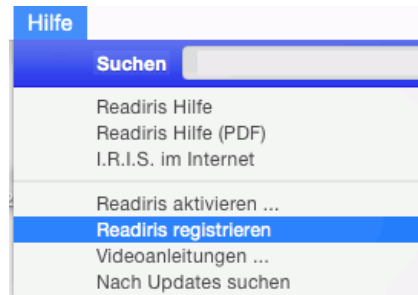 Hilfe
Suchen
Readiris Hilfe
Readiris Hilfe (PDF)
I.R.I.S. im Internet
Readiris aktivieren ...
Readiris registrieren
Videoanleitungen ...
Nach Updates suchen